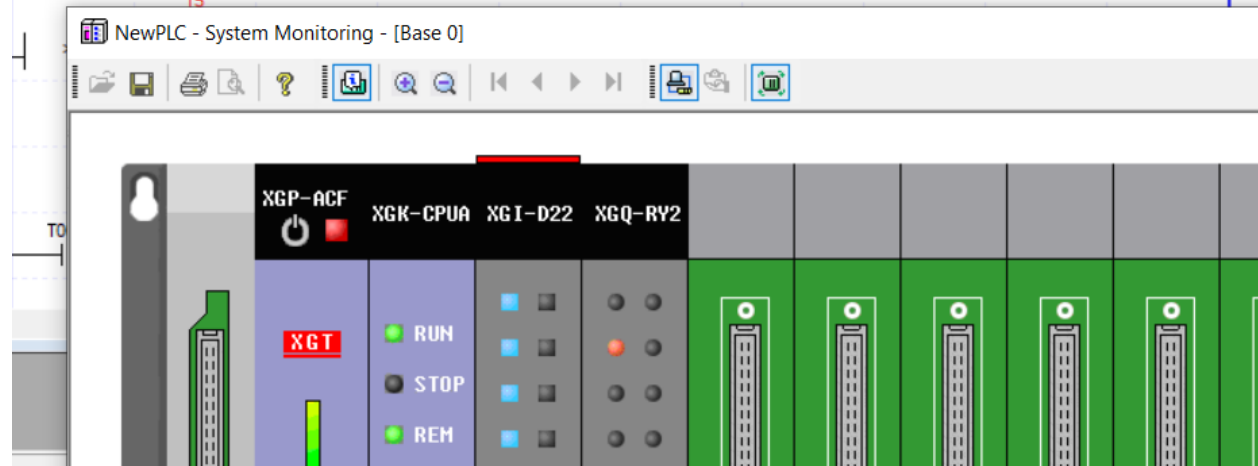 NewPLC - System Monitoring - [Base 0]
XGP-ACF
XGK-CPUA
XGI-D22
XGQ-RY2
T0
XGT
RUN
STOP
REM